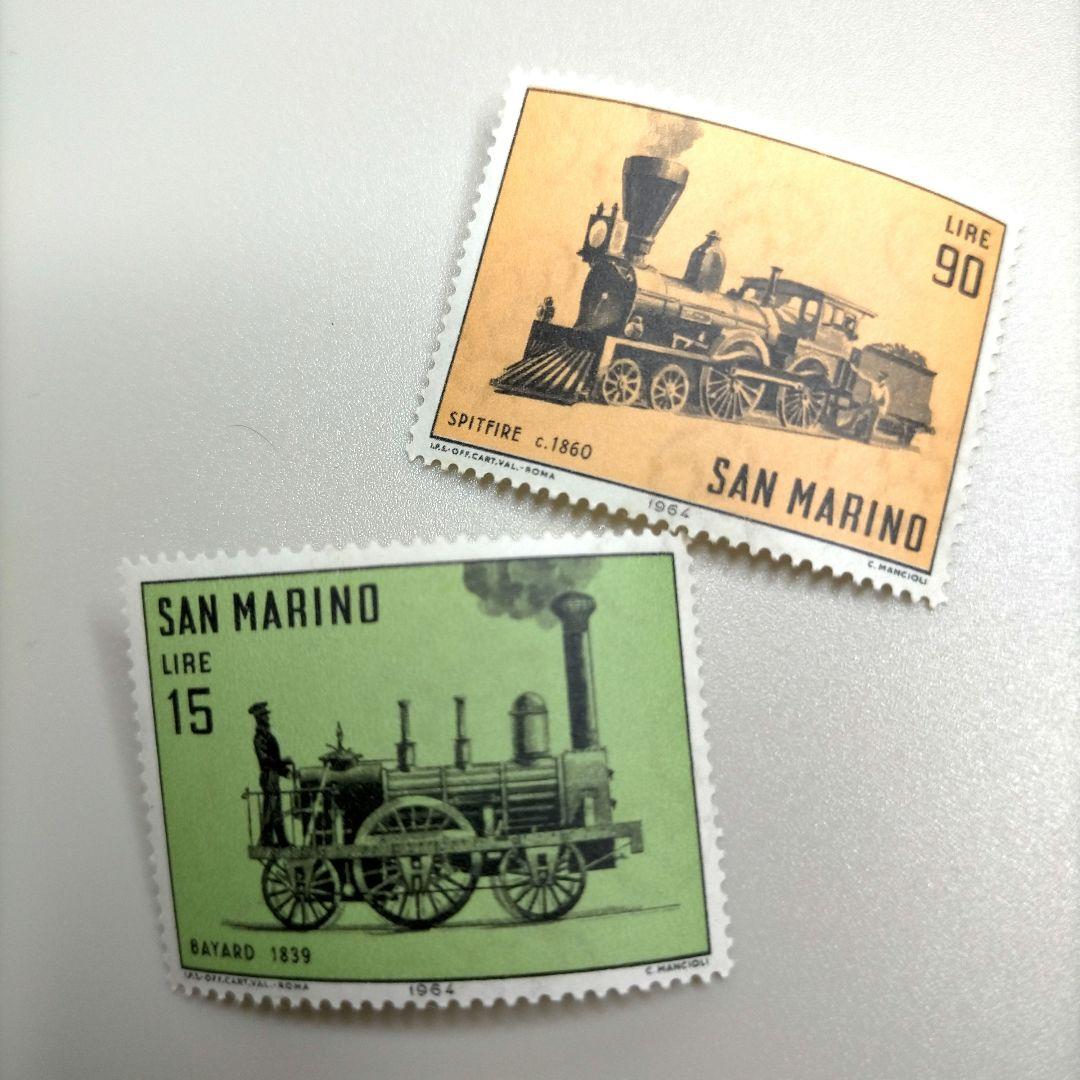 LIRE
90
SPITFIRE c.1860
SAN MARINO
I.P.S.-OFF.CART.VAL.-ROMA
1964
C. MANCIOLI
SAN MARINO
LIRE
15
BAYARD 1839
I.P.S.-OFF.CART.VAL.-ROMA
1964
C. MANCIOLI